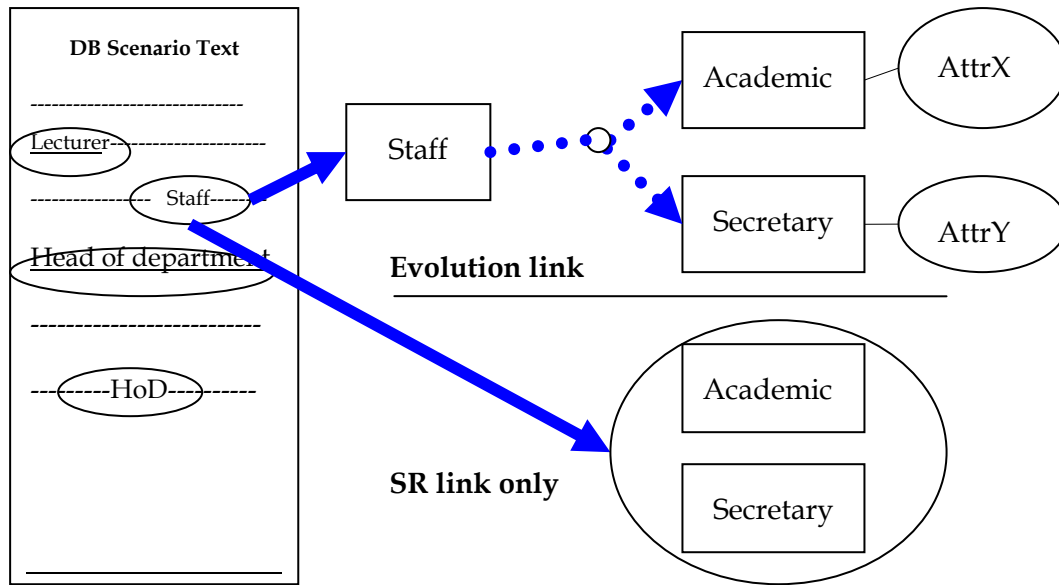 DB Scenario Text
Lecturer
Staff
Head of department
HoD
Staff
Academic
AttrX
Secretary
AttrY
Evolution link
Academic
SR link only
Secretary